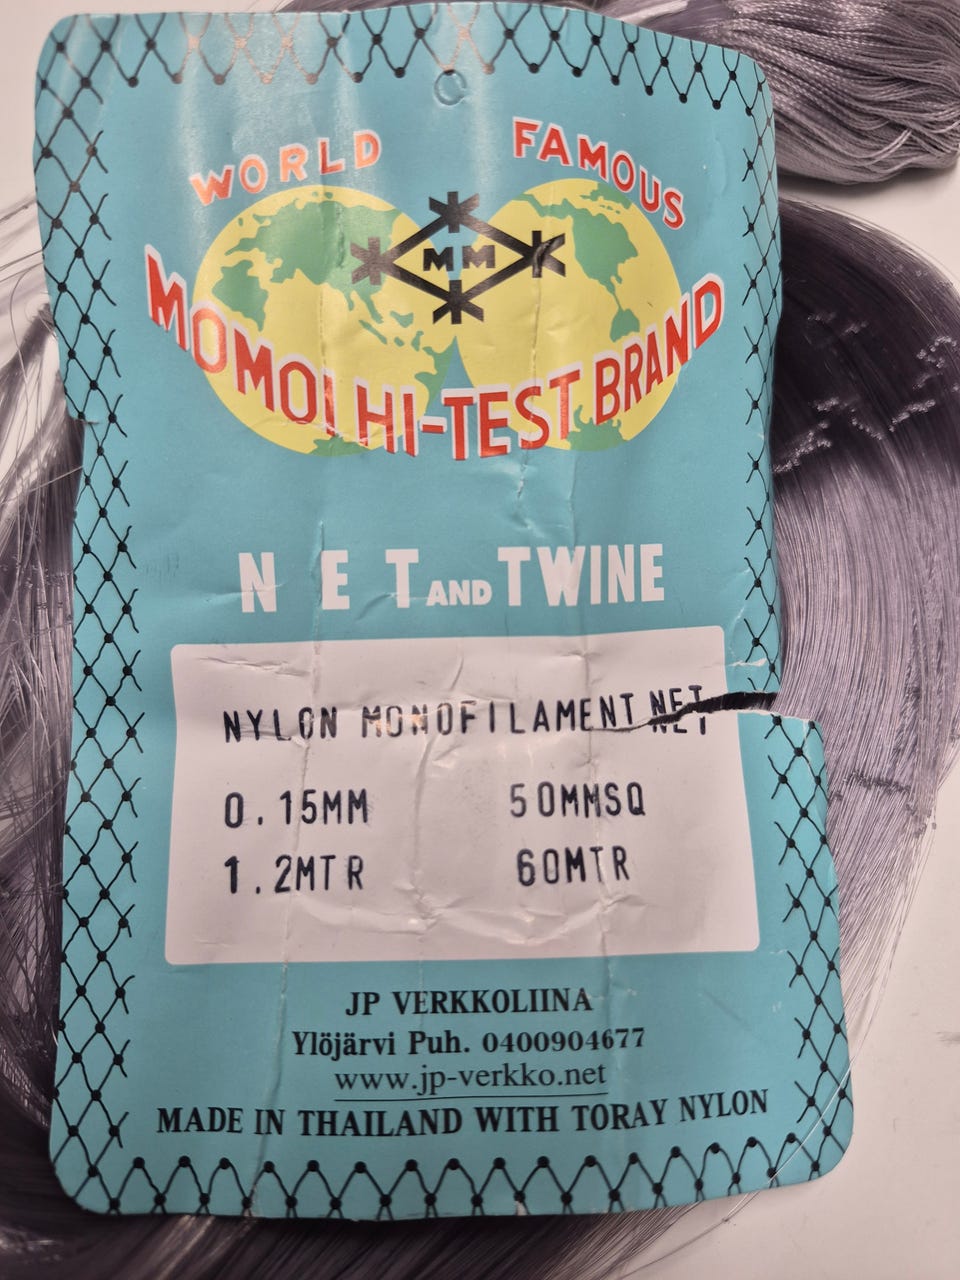 WORLD FAMOUS
MM
MOMOI HI-TEST BRAND
NET AND TWINE
NYLON MONOFILAMENT NET
0.15MM 50MMSQ
1.2MTR 60MTR
JP VERKKOLIINA
Ylöjärvi Puh. 0400904677
www.jp-verkko.net
MADE IN THAILAND WITH TORAY NYLON